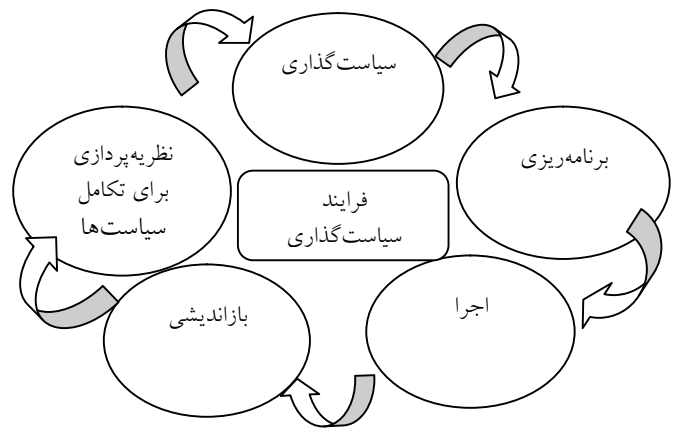 سیاست‌گذاری
برنامه‌ریزی
اجرا
بازاندیشی
نظریه‌پردازی
برای تکامل
سیاست‌ها
فرایند
سیاست‌گذاری